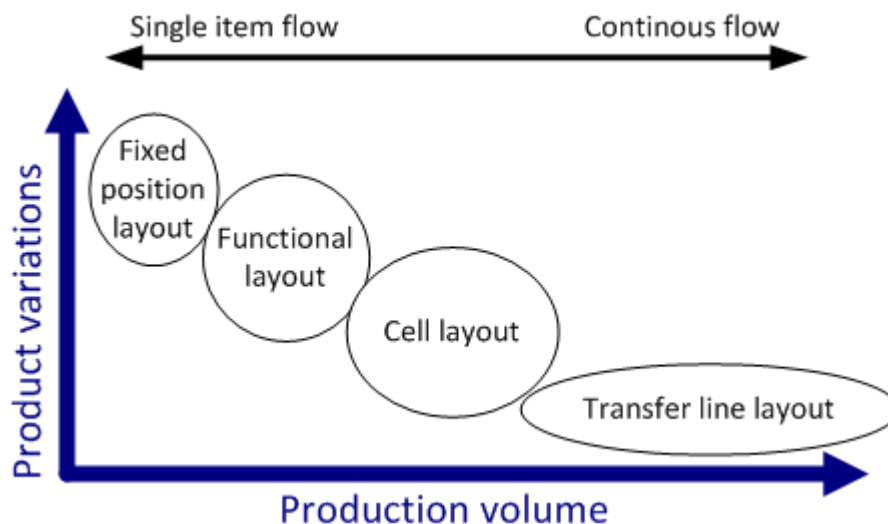 Single item flow
Continous flow
Product variations
Fixed
position
layout
Functional
layout
Cell layout
Transfer line layout
Production volume